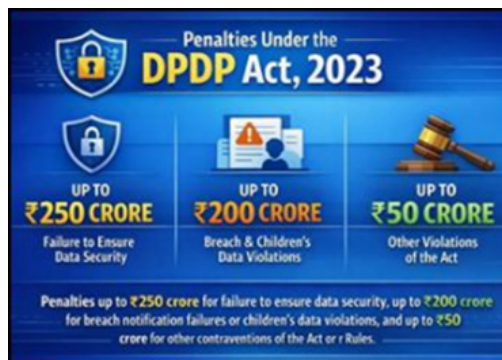 Penalties Under the
DPDP Act, 2023
UP TO
₹250 CRORE
Failure to Ensure
Data Security
UP TO
₹200 CRORE
Breach & Children's
Data Violations
UP TO
₹50 CRORE
Other Violations
of the Act
Penalties up to ₹250 crore for failure to ensure data security, up to ₹200 crore
for breach notification failures or children's data violations, and up to ₹50
crore for other contraventions of the Act or r Rules.